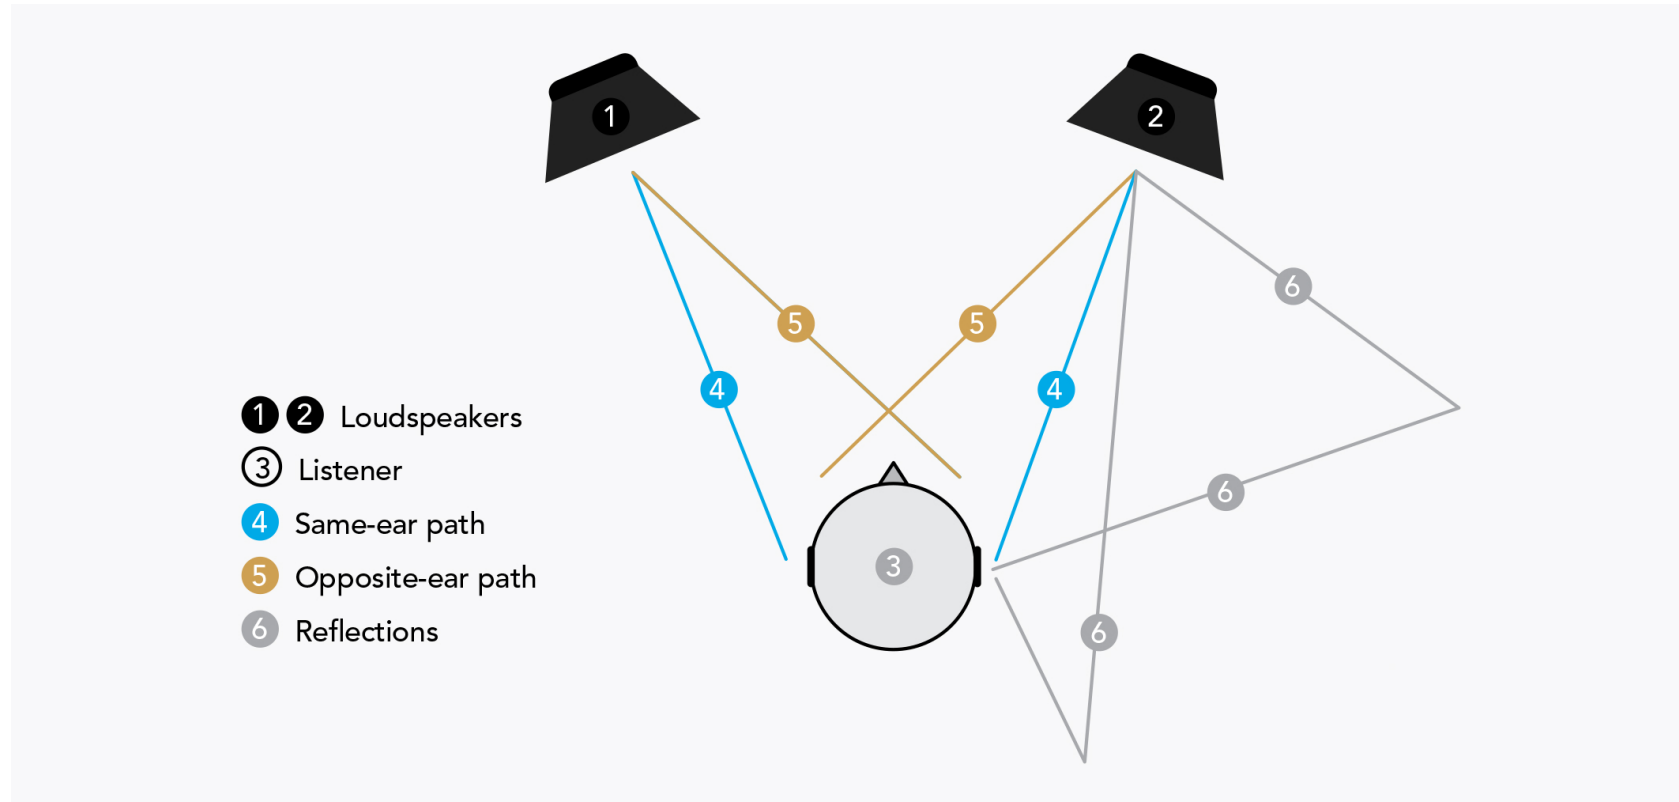 1
2
6
5
5
4
4
1 2 Loudspeakers
3 Listener
4 Same-ear path
5 Opposite-ear path
6 Reflections
6
3
6